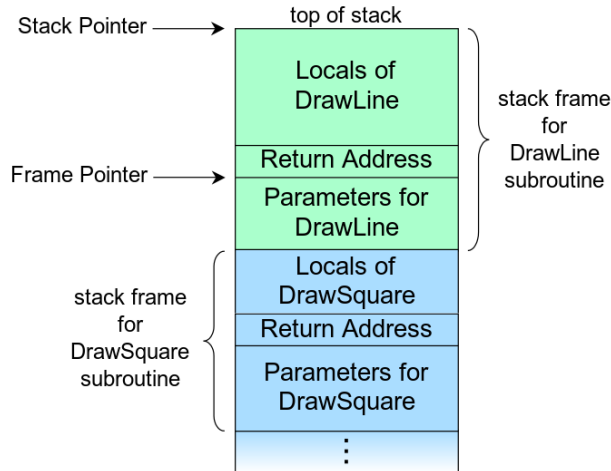 top of stack
Stack Pointer
Locals of
DrawLine
stack frame
for
DrawLine
subroutine
Return Address
Frame Pointer
Parameters for
DrawLine
Locals of
DrawSquare
stack frame
for
DrawSquare
subroutine
Return Address
Parameters for
DrawSquare